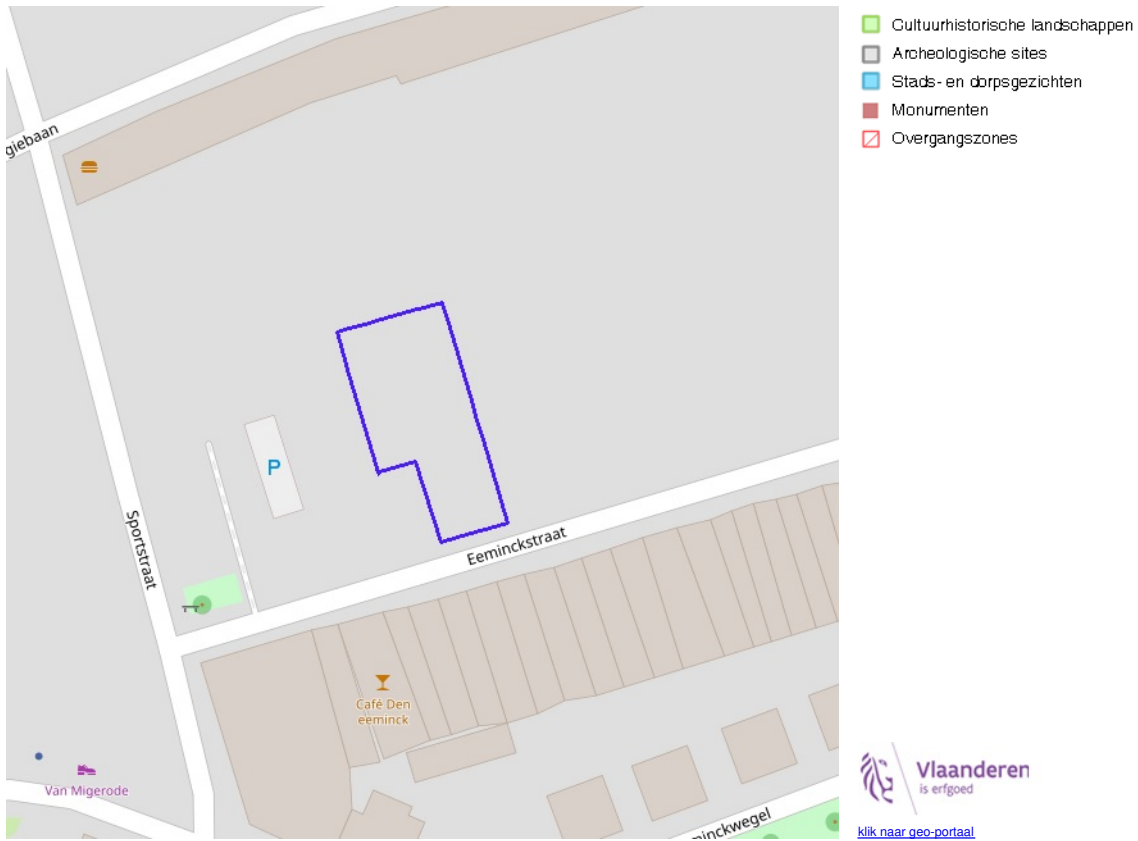 giebaan
P
Sportstraat
Eeminckstraat
Café Den
eeminck
Van Migerode
minckwegel
Cultuurhistorische landschappen
Archeologische sites
Stads- en dorpsgezichten
Monumenten
Overgangszones
Vlaanderen
is erfgoed
klik naar geo-portaal